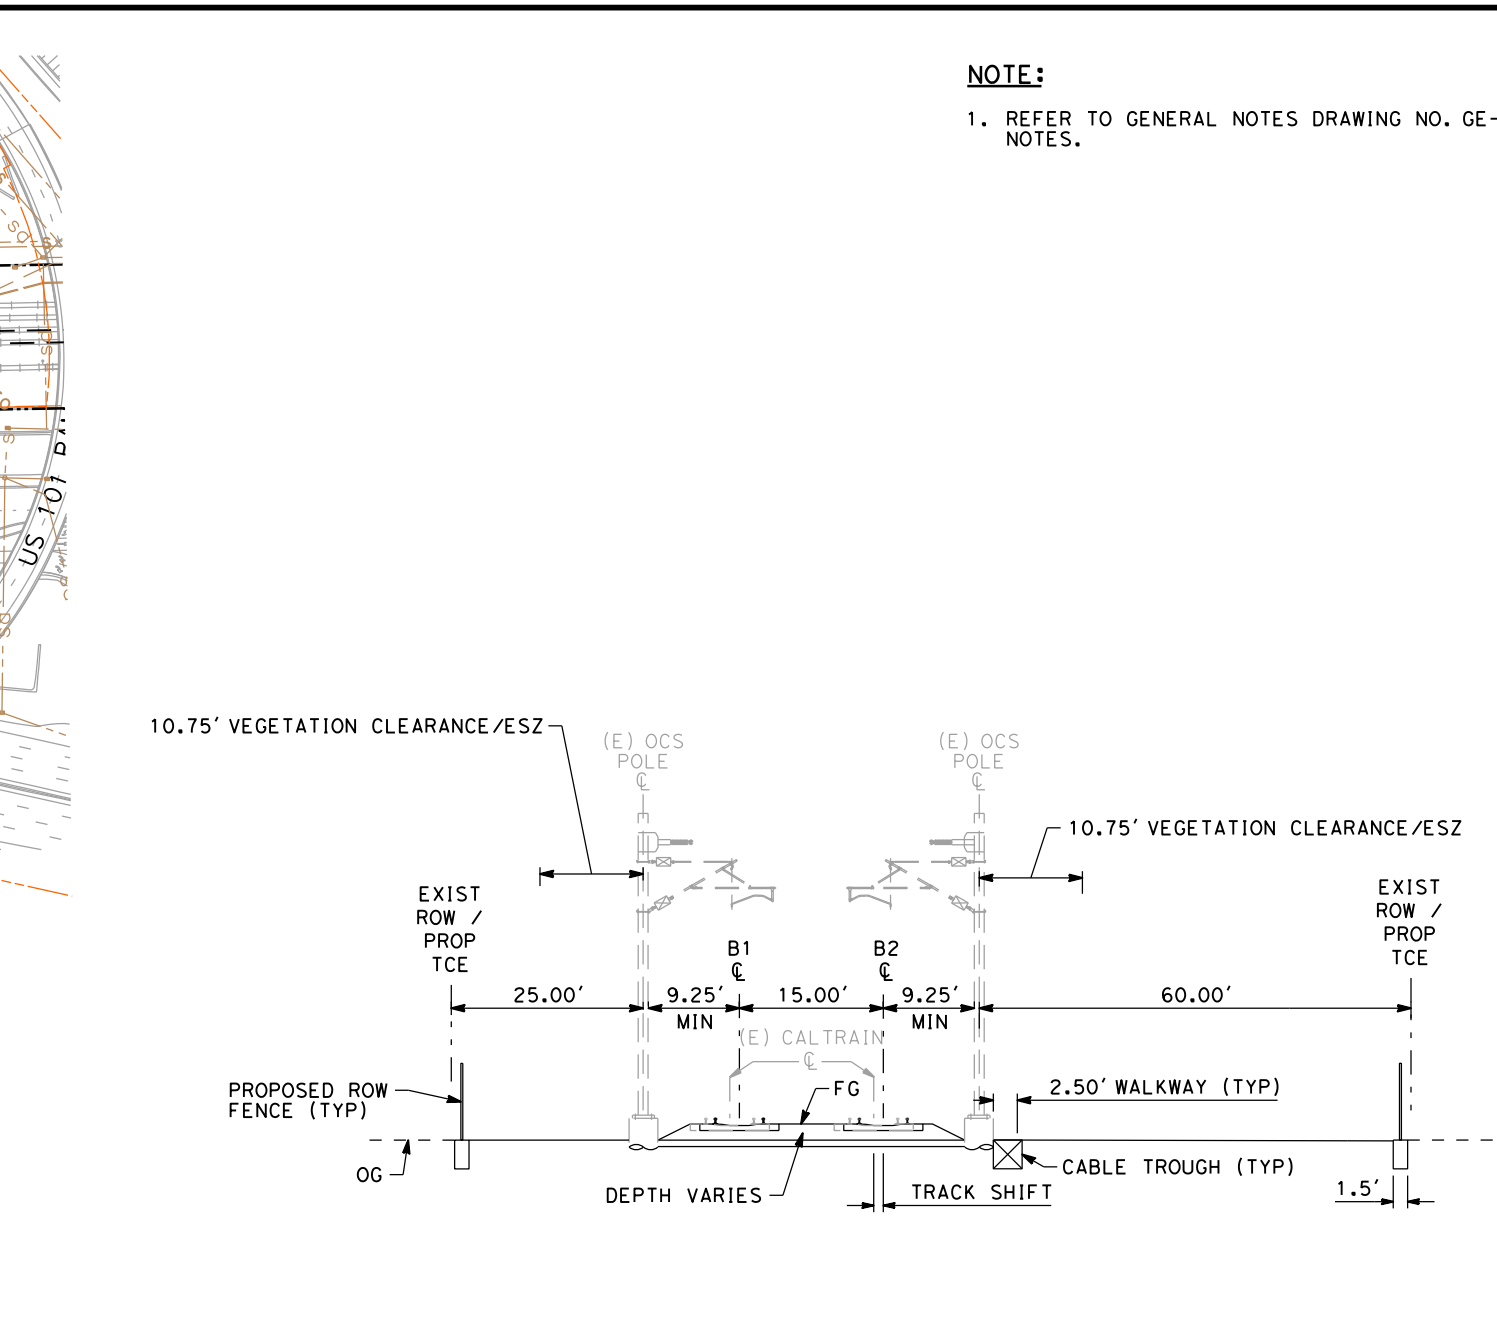 NOTE:
1. REFER TO GENERAL NOTES DRAWING NO. GE-
NOTES.
US 101
10.75' VEGETATION CLEARANCE/ESZ
(E) OCS
POLE
℄
(E) OCS
POLE
℄
10.75' VEGETATION CLEARANCE/ESZ
EXIST
ROW /
PROP
TCE
EXIST
ROW /
PROP
TCE
B1
℄
B2
℄
25.00'
9.25'
MIN
15.00'
9.25'
MIN
60.00'
(E) CALTRAIN
℄
PROPOSED ROW
FENCE (TYP)
FG
2.50' WALKWAY (TYP)
OG
CABLE TROUGH (TYP)
DEPTH VARIES
TRACK SHIFT
1.5'